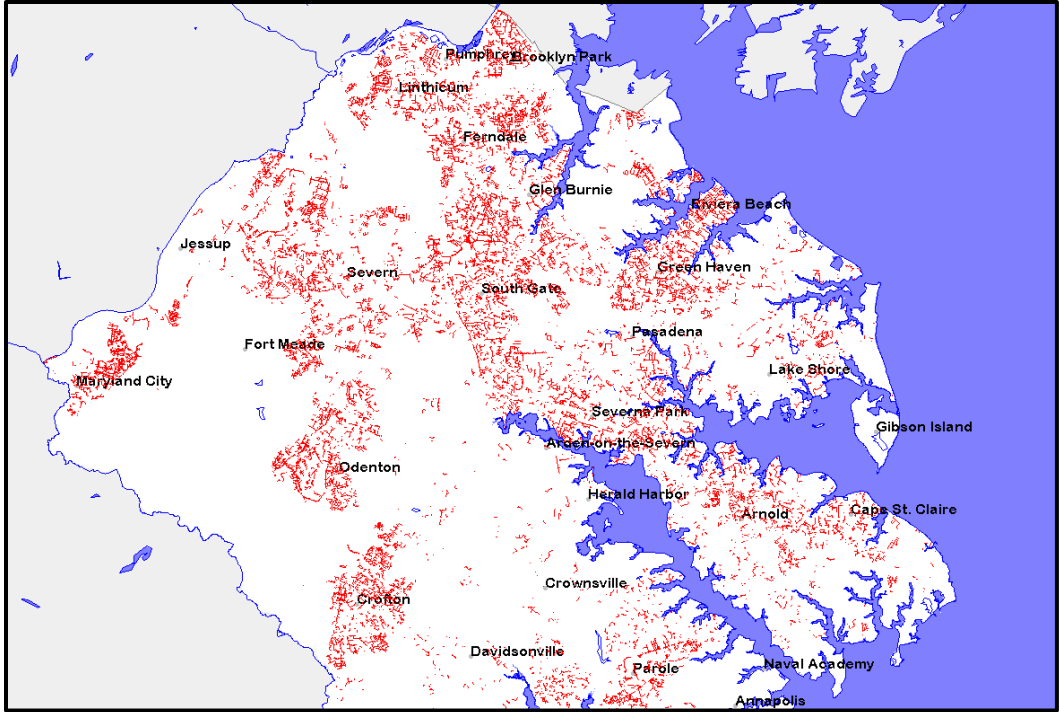 Pumphrey
Brooklyn Park
Linthicum
Ferndale
Glen Burnie
Riviera Beach
Jessup
Severn
Green Haven
South Gate
Pasadena
Fort Meade
Maryland City
Lake Shore
Severna Park
Gibson Island
Arden-on-the-Severn
Odenton
Herald Harbor
Arnold
Cape St. Claire
Crownsville
Crofton
Davidsonville
Parole
Naval Academy
Annapolis